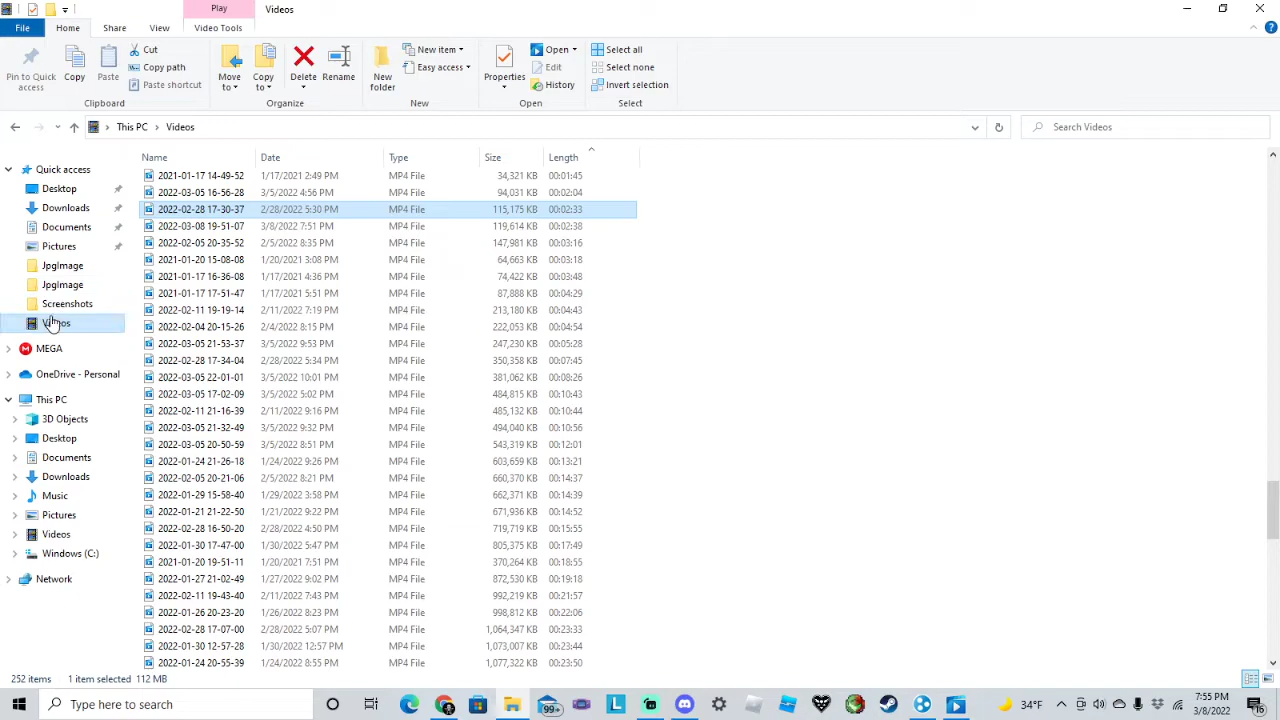 Play Videos
File Home Share View Video Tools
Pin to Quick access Copy Paste Cut Copy path Paste shortcut Move to Copy to Delete Rename New folder New item Easy access Properties Open Edit History Select all Select none Invert selection
Clipboard Organize New Open Select
This PC Videos Search Videos
Name Date Type Size Length
2021-01-17 14-49-52 1/17/2021 2:49 PM MP4 File 34,321 KB 00:01:45
2022-03-05 16-56-28 3/5/2022 4:56 PM MP4 File 94,031 KB 00:02:04
2022-02-28 17-30-37 2/28/2022 5:30 PM MP4 File 115,175 KB 00:02:33
2022-03-08 19-51-07 3/8/2022 7:51 PM MP4 File 119,614 KB 00:02:38
2022-02-05 20-35-52 2/5/2022 8:35 PM MP4 File 147,981 KB 00:03:16
2021-01-20 15-08-08 1/20/2021 3:08 PM MP4 File 64,663 KB 00:03:18
2021-01-17 16-36-08 1/17/2021 4:36 PM MP4 File 74,422 KB 00:03:48
2021-01-17 17-51-47 1/17/2021 5:51 PM MP4 File 87,888 KB 00:04:29
2022-02-11 19-19-14 2/11/2022 7:19 PM MP4 File 213,180 KB 00:04:43
2022-02-04 20-15-26 2/4/2022 8:15 PM MP4 File 222,053 KB 00:04:54
2022-03-05 21-53-37 3/5/2022 9:53 PM MP4 File 247,230 KB 00:05:28
2022-02-28 17-34-04 2/28/2022 5:34 PM MP4 File 350,358 KB 00:07:45
2022-03-05 22-01-01 3/5/2022 10:01 PM MP4 File 381,062 KB 00:08:26
2022-03-05 17-02-09 3/5/2022 5:02 PM MP4 File 484,815 KB 00:10:43
2022-02-11 21-16-39 2/11/2022 9:16 PM MP4 File 485,132 KB 00:10:44
2022-03-05 21-32-49 3/5/2022 9:32 PM MP4 File 494,040 KB 00:10:56
2022-03-05 20-50-59 3/5/2022 8:51 PM MP4 File 543,319 KB 00:12:01
2022-01-24 21-26-18 1/24/2022 9:26 PM MP4 File 603,659 KB 00:13:21
2022-02-05 20-21-06 2/5/2022 8:21 PM MP4 File 660,370 KB 00:14:37
2022-01-29 15-58-40 1/29/2022 3:58 PM MP4 File 662,371 KB 00:14:39
2022-01-21 21-22-50 1/21/2022 9:22 PM MP4 File 671,936 KB 00:14:52
2022-02-28 16-50-20 2/28/2022 4:50 PM MP4 File 719,719 KB 00:15:55
2022-01-30 17-47-00 1/30/2022 5:47 PM MP4 File 805,375 KB 00:17:49
2021-01-20 19-51-11 1/20/2021 7:51 PM MP4 File 370,264 KB 00:18:55
2022-01-27 21-02-49 1/27/2022 9:02 PM MP4 File 872,530 KB 00:19:18
2022-02-11 19-43-40 2/11/2022 7:43 PM MP4 File 992,219 KB 00:21:57
2022-01-26 20-23-20 1/26/2022 8:23 PM MP4 File 998,812 KB 00:22:06
2022-02-28 17-07-00 2/28/2022 5:07 PM MP4 File 1,064,347 KB 00:23:33
2022-01-30 12-57-28 1/30/2022 12:57 PM MP4 File 1,073,007 KB 00:23:44
2022-01-24 20-55-39 1/24/2022 8:55 PM MP4 File 1,077,322 KB 00:23:50
Quick access
Desktop
Downloads
Documents
Pictures
JpgImage
JpgImage
Screenshots
Videos
MEGA
OneDrive - Personal
This PC
3D Objects
Desktop
Documents
Downloads
Music
Pictures
Videos
Windows (C:)
Network
252 items 1 item selected 112 MB
Type here to search 99+ 34°F 7:55 PM
3/8/2022 16